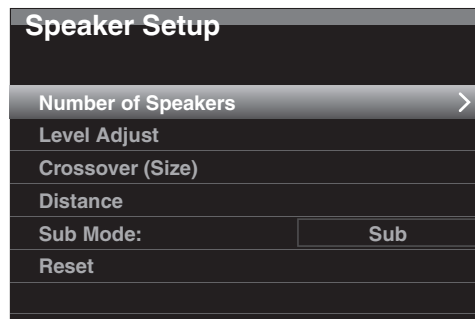 Speaker Setup
Number of Speakers
Level Adjust
Crossover (Size)
Distance
Sub Mode: Sub
Reset